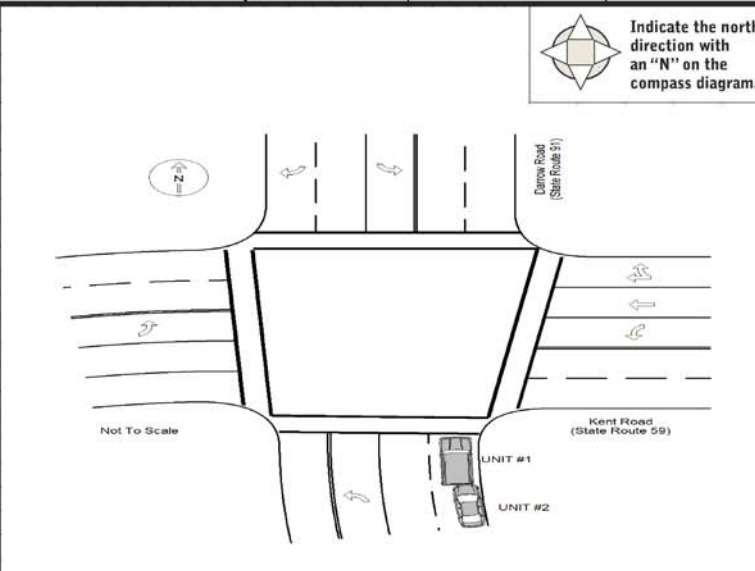 Indicate the north
direction with
an “N” on the
compass diagram.
Darrow Road
(State Route 91)
N
Not To Scale
Kent Road
(State Route 59)
UNIT #1
UNIT #2